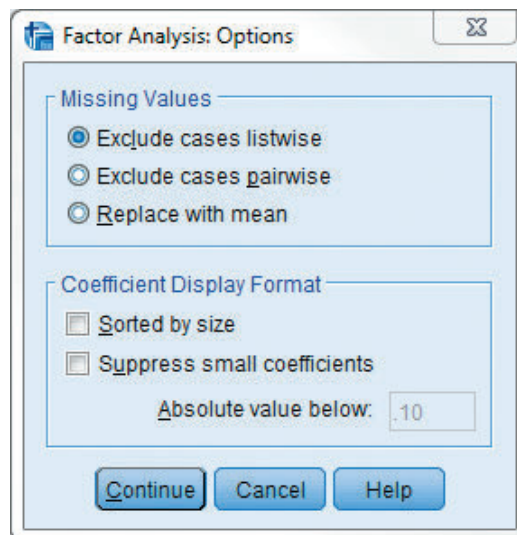 Factor Analysis: Options
Missing Values
Exclude cases listwise
Exclude cases pairwise
Replace with mean
Coefficient Display Format
Sorted by size
Suppress small coefficients
Absolute value below: .10
Continue Cancel Help